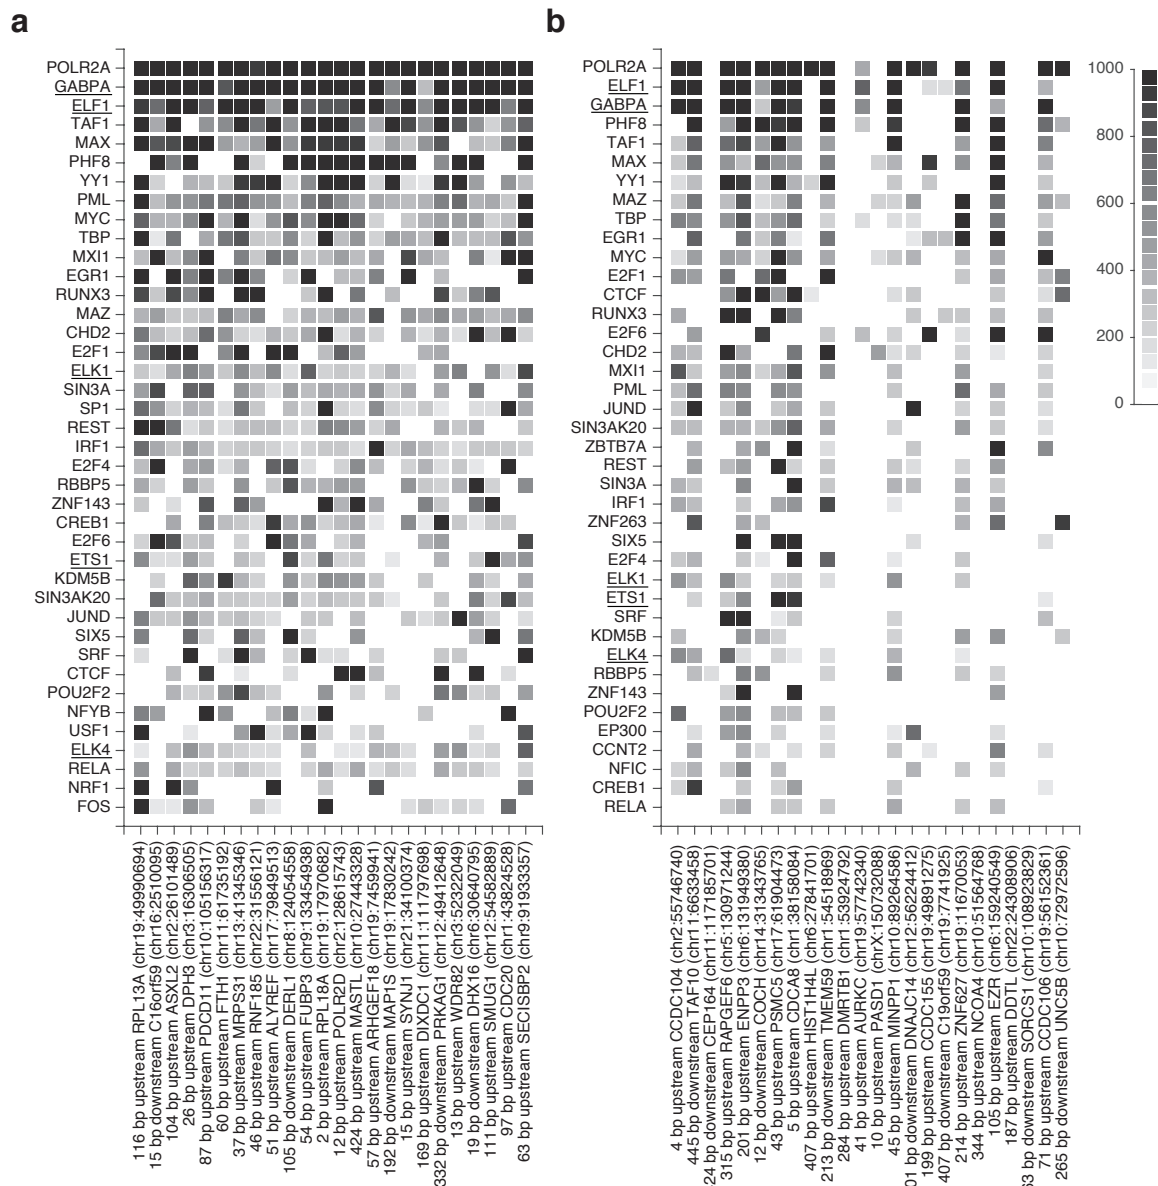 a
POLR2A
GABPA
ELF1
TAF1
MAX
PHF8
YY1
PML
MYC
TBP
MXI1
EGR1
RUNX3
MAZ
CHD2
E2F1
ELK1
SIN3A
SP1
REST
IRF1
E2F4
RBBP5
ZNF143
CREB1
E2F6
ETS1
KDM5B
SIN3AK20
JUND
SIX5
SRF
CTCF
POU2F2
NFYB
USF1
ELK4
RELA
NRF1
FOS
116 bp upstream RPL13A (chr19:49990694)
15 bp downstream C16orf59 (chr16:2510095)
104 bp upstream ASXL2 (chr2:26101489)
26 bp upstream DPH3 (chr3:16306505)
87 bp upstream PDCD11 (chr10:105156317)
60 bp upstream FTH1 (chr11:61735192)
37 bp upstream MRPS31 (chr13:41345346)
46 bp upstream RNF185 (chr22:31556121)
51 bp upstream ALYREF (chr17:79849513)
105 bp downstream DERL1 (chr8:124054558)
54 bp upstream FUBP3 (chr9:133454938)
2 bp upstream RPL18A (chr19:17970682)
12 bp upstream POLR2D (chr2:128615743)
424 bp upstream MASTL (chr10:27443328)
57 bp upstream ARHGEF18 (chr19:7459941)
192 bp downstream MAP1S (chr19:17830242)
15 bp upstream SYNJ1 (chr21:34100374)
169 bp upstream DIXDC1 (chr11:111797698)
332 bp downstream PRKAG1 (chr12:49412648)
13 bp upstream WDR82 (chr3:52322049)
19 bp upstream DHX16 (chr6:30640795)
111 bp upstream SMUG1 (chr12:54582889)
97 bp upstream CDC20 (chr1:43824528)
63 bp upstream SECISBP2 (chr9:91933357)
b
POLR2A
ELF1
GABPA
PHF8
TAF1
MAX
YY1
MAZ
TBP
EGR1
MYC
E2F1
CTCF
RUNX3
E2F6
CHD2
MXI1
PML
JUND
SIN3AK20
ZBTB7A
REST
SIN3A
IRF1
ZNF263
SIX5
E2F4
ELK1
ETS1
SRF
KDM5B
ELK4
RBBP5
ZNF143
POU2F2
EP300
CCNT2
NFIC
CREB1
RELA
4 bp upstream CCDC104 (chr2:55746740)
445 bp downstream TAF10 (chr11:6633458)
24 bp downstream CEP164 (chr11:117185701)
315 bp upstream RAPGEF6 (chr5:130971244)
201 bp upstream ENPP3 (chr6:131949380)
12 bp downstream COCH (chr14:31343765)
43 bp upstream PSMC5 (chr17:61904473)
5 bp upstream CDCA8 (chr1:38158084)
407 bp upstream HIST1H4L (chr6:27841701)
213 bp downstream TMEM59 (chr1:54518969)
284 bp upstream DMRTB1 (chr1:53924702)
41 bp upstream AURKC (chr19:57742340)
10 bp upstream PASD1 (chrX:150732088)
45 bp upstream MINPP1 (chr10:89264586)
01 bp downstream DNAJC14 (chr12:56224412)
199 bp upstream CCDC155 (chr19:49891275)
407 bp downstream C19orf59 (chr19:7741925)
214 bp upstream ZNF627 (chr19:11670053)
344 bp upstream NCOA4 (chr10:51564768)
105 bp upstream EZR (chr6:159240549)
187 bp upstream DDTL (chr22:24308906)
63 bp downstream SORCS1 (chr10:108923829)
71 bp upstream CCDC106 (chr19:56152361)
265 bp downstream UNC5B (chr10:72972596)
1000
800
600
400
200
0